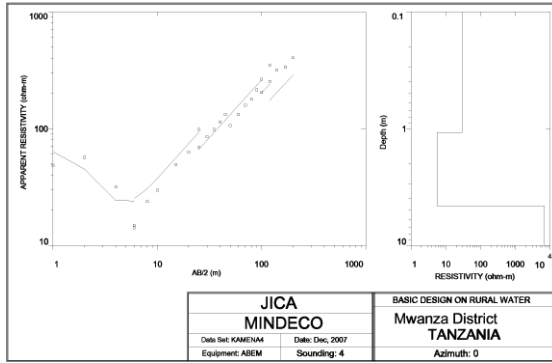 1000
100
10
APPARENT RESISTIVITY (ohm-m)
1 10 100 1000
AB/2 (m)
0.1
1
10
Depth (m)
1 10 100 1000 10 4
RESISTIVITY (ohm-m)
JICA
MINDECO
Data Set: KAMENA4 Date: Dec, 2007
Equipment: ABEM Sounding: 4
BASIC DESIGN ON RURAL WATER
Mwanza District
TANZANIA
Azimuth: 0